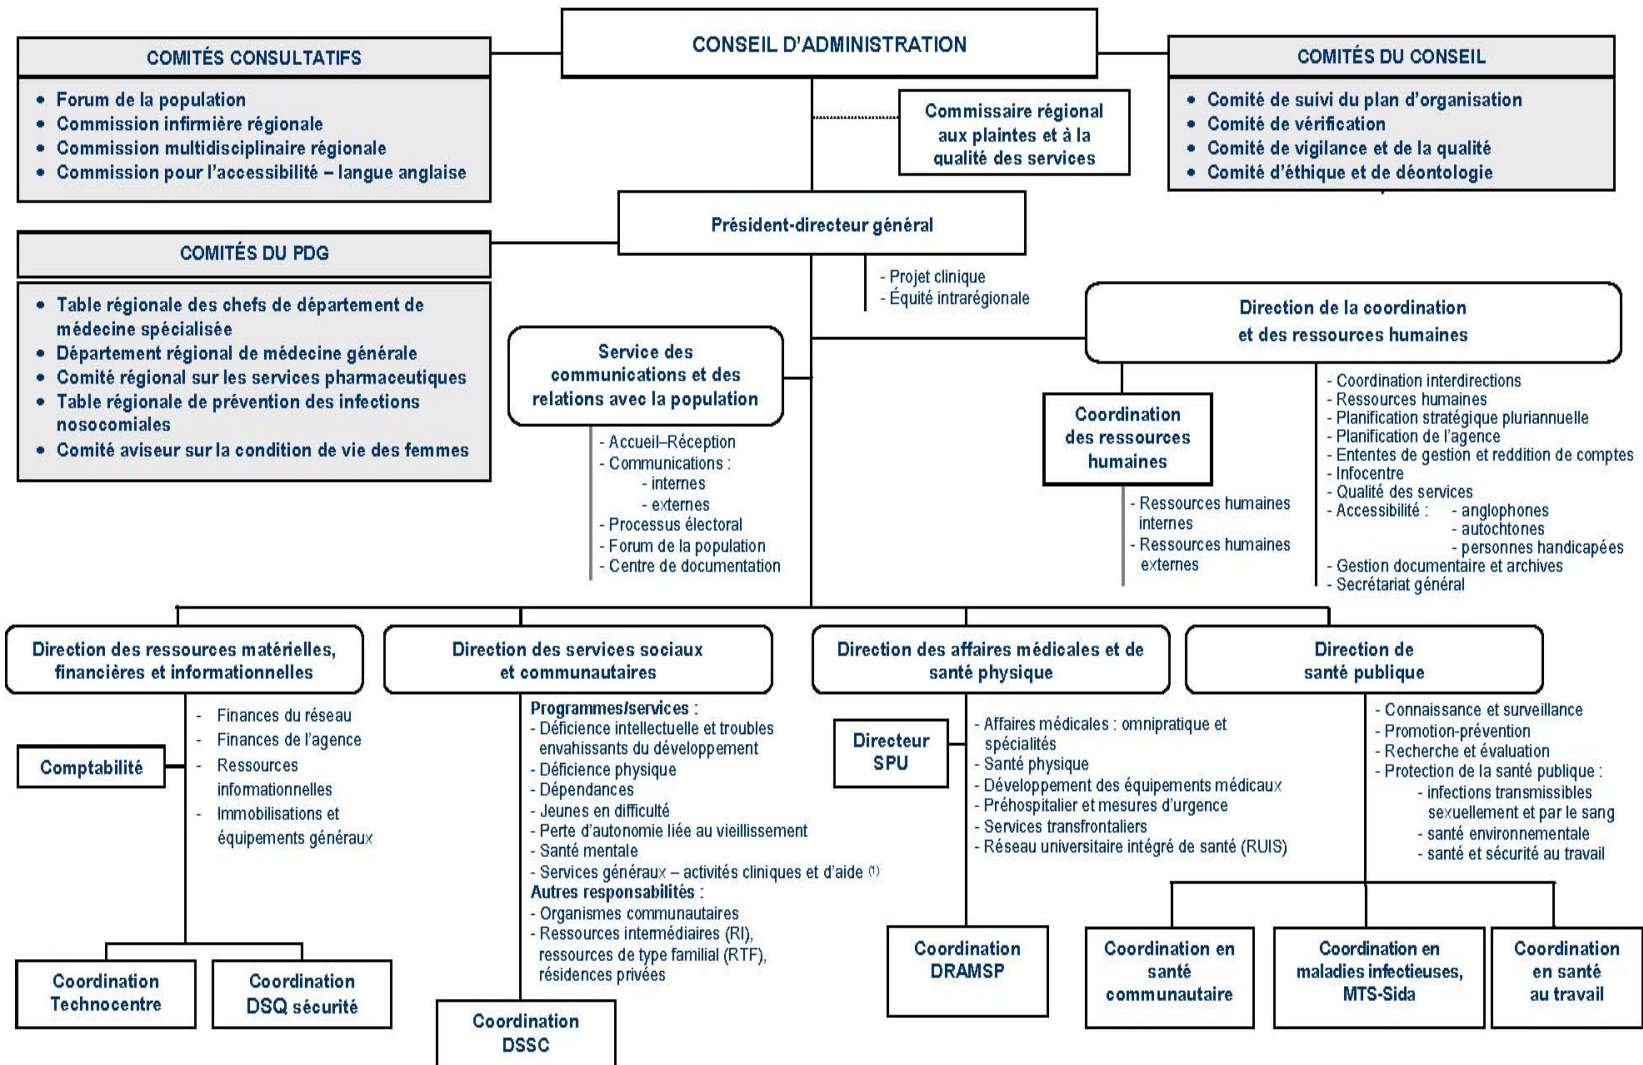 CONSEIL D'ADMINISTRATION
COMITÉS CONSULTATIFS
• Forum de la population
• Commission infirmière régionale
• Commission multidisciplinaire régionale
• Commission pour l'accessibilité – langue anglaise
COMITÉS DU CONSEIL
• Comité de suivi du plan d'organisation
• Comité de vérification
• Comité de vigilance et de la qualité
• Comité d'éthique et de déontologie
Commissaire régional
aux plaintes et à la
qualité des services
Président-directeur général
- Projet clinique
- Équité intrarégionale
COMITÉS DU PDG
• Table régionale des chefs de département de
médecine spécialisée
• Département régional de médecine générale
• Comité régional sur les services pharmaceutiques
• Table régionale de prévention des infections
nosocomiales
• Comité aviseur sur la condition de vie des femmes
Service des
communications et des
relations avec la population
- Accueil–Réception
- Communications :
- internes
- externes
- Processus électoral
- Forum de la population
- Centre de documentation
Direction de la coordination
et des ressources humaines
Coordination
des ressources
humaines
- Ressources humaines
internes
- Ressources humaines
externes
- Coordination interdirections
- Ressources humaines
- Planification stratégique pluriannuelle
- Planification de l'agence
- Ententes de gestion et reddition de comptes
- Infocentre
- Qualité des services
- Accessibilité : - anglophones
- autochtones
- personnes handicapées
- Gestion documentaire et archives
- Secrétariat général
Direction des ressources matérielles,
financières et informationnelles
Comptabilité
- Finances du réseau
- Finances de l'agence
- Ressources
informationnelles
- Immobilisations et
équipements généraux
Coordination
Technocentre
Coordination
DSQ sécurité
Direction des services sociaux
et communautaires
Programmes/services :
- Déficience intellectuelle et troubles
envahissants du développement
- Déficience physique
- Dépendances
- Jeunes en difficulté
- Perte d'autonomie liée au vieillissement
- Santé mentale
- Services généraux – activités cliniques et d'aide (1)
Autres responsabilités :
- Organismes communautaires
- Ressources intermédiaires (RI),
ressources de type familial (RTF),
résidences privées
Coordination
DSSC
Direction des affaires médicales et de
santé physique
Directeur
SPU
- Affaires médicales : omnipratique et
spécialités
- Santé physique
- Développement des équipements médicaux
- Préhospitalier et mesures d'urgence
- Services transfrontaliers
- Réseau universitaire intégré de santé (RUIS)
Coordination
DRAMSP
Direction de
santé publique
- Connaissance et surveillance
- Promotion-prévention
- Recherche et évaluation
- Protection de la santé publique :
- infections transmissibles
sexuellement et par le sang
- santé environnementale
- santé et sécurité au travail
Coordination en
santé
communautaire
Coordination en
maladies infectieuses,
MTS-Sida
Coordination
en santé
au travail